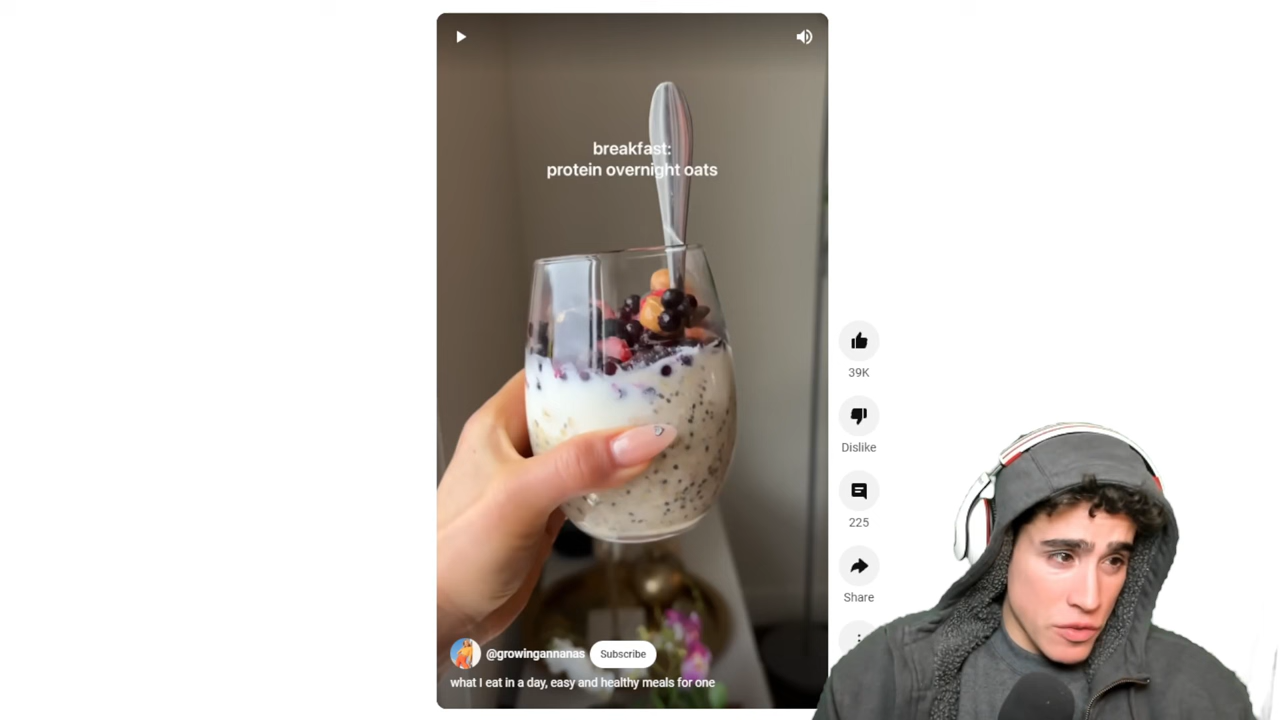 breakfast:
protein overnight oats
39K
Dislike
225
Share
@growingannanas
Subscribe
what I eat in a day, easy and healthy meals for one